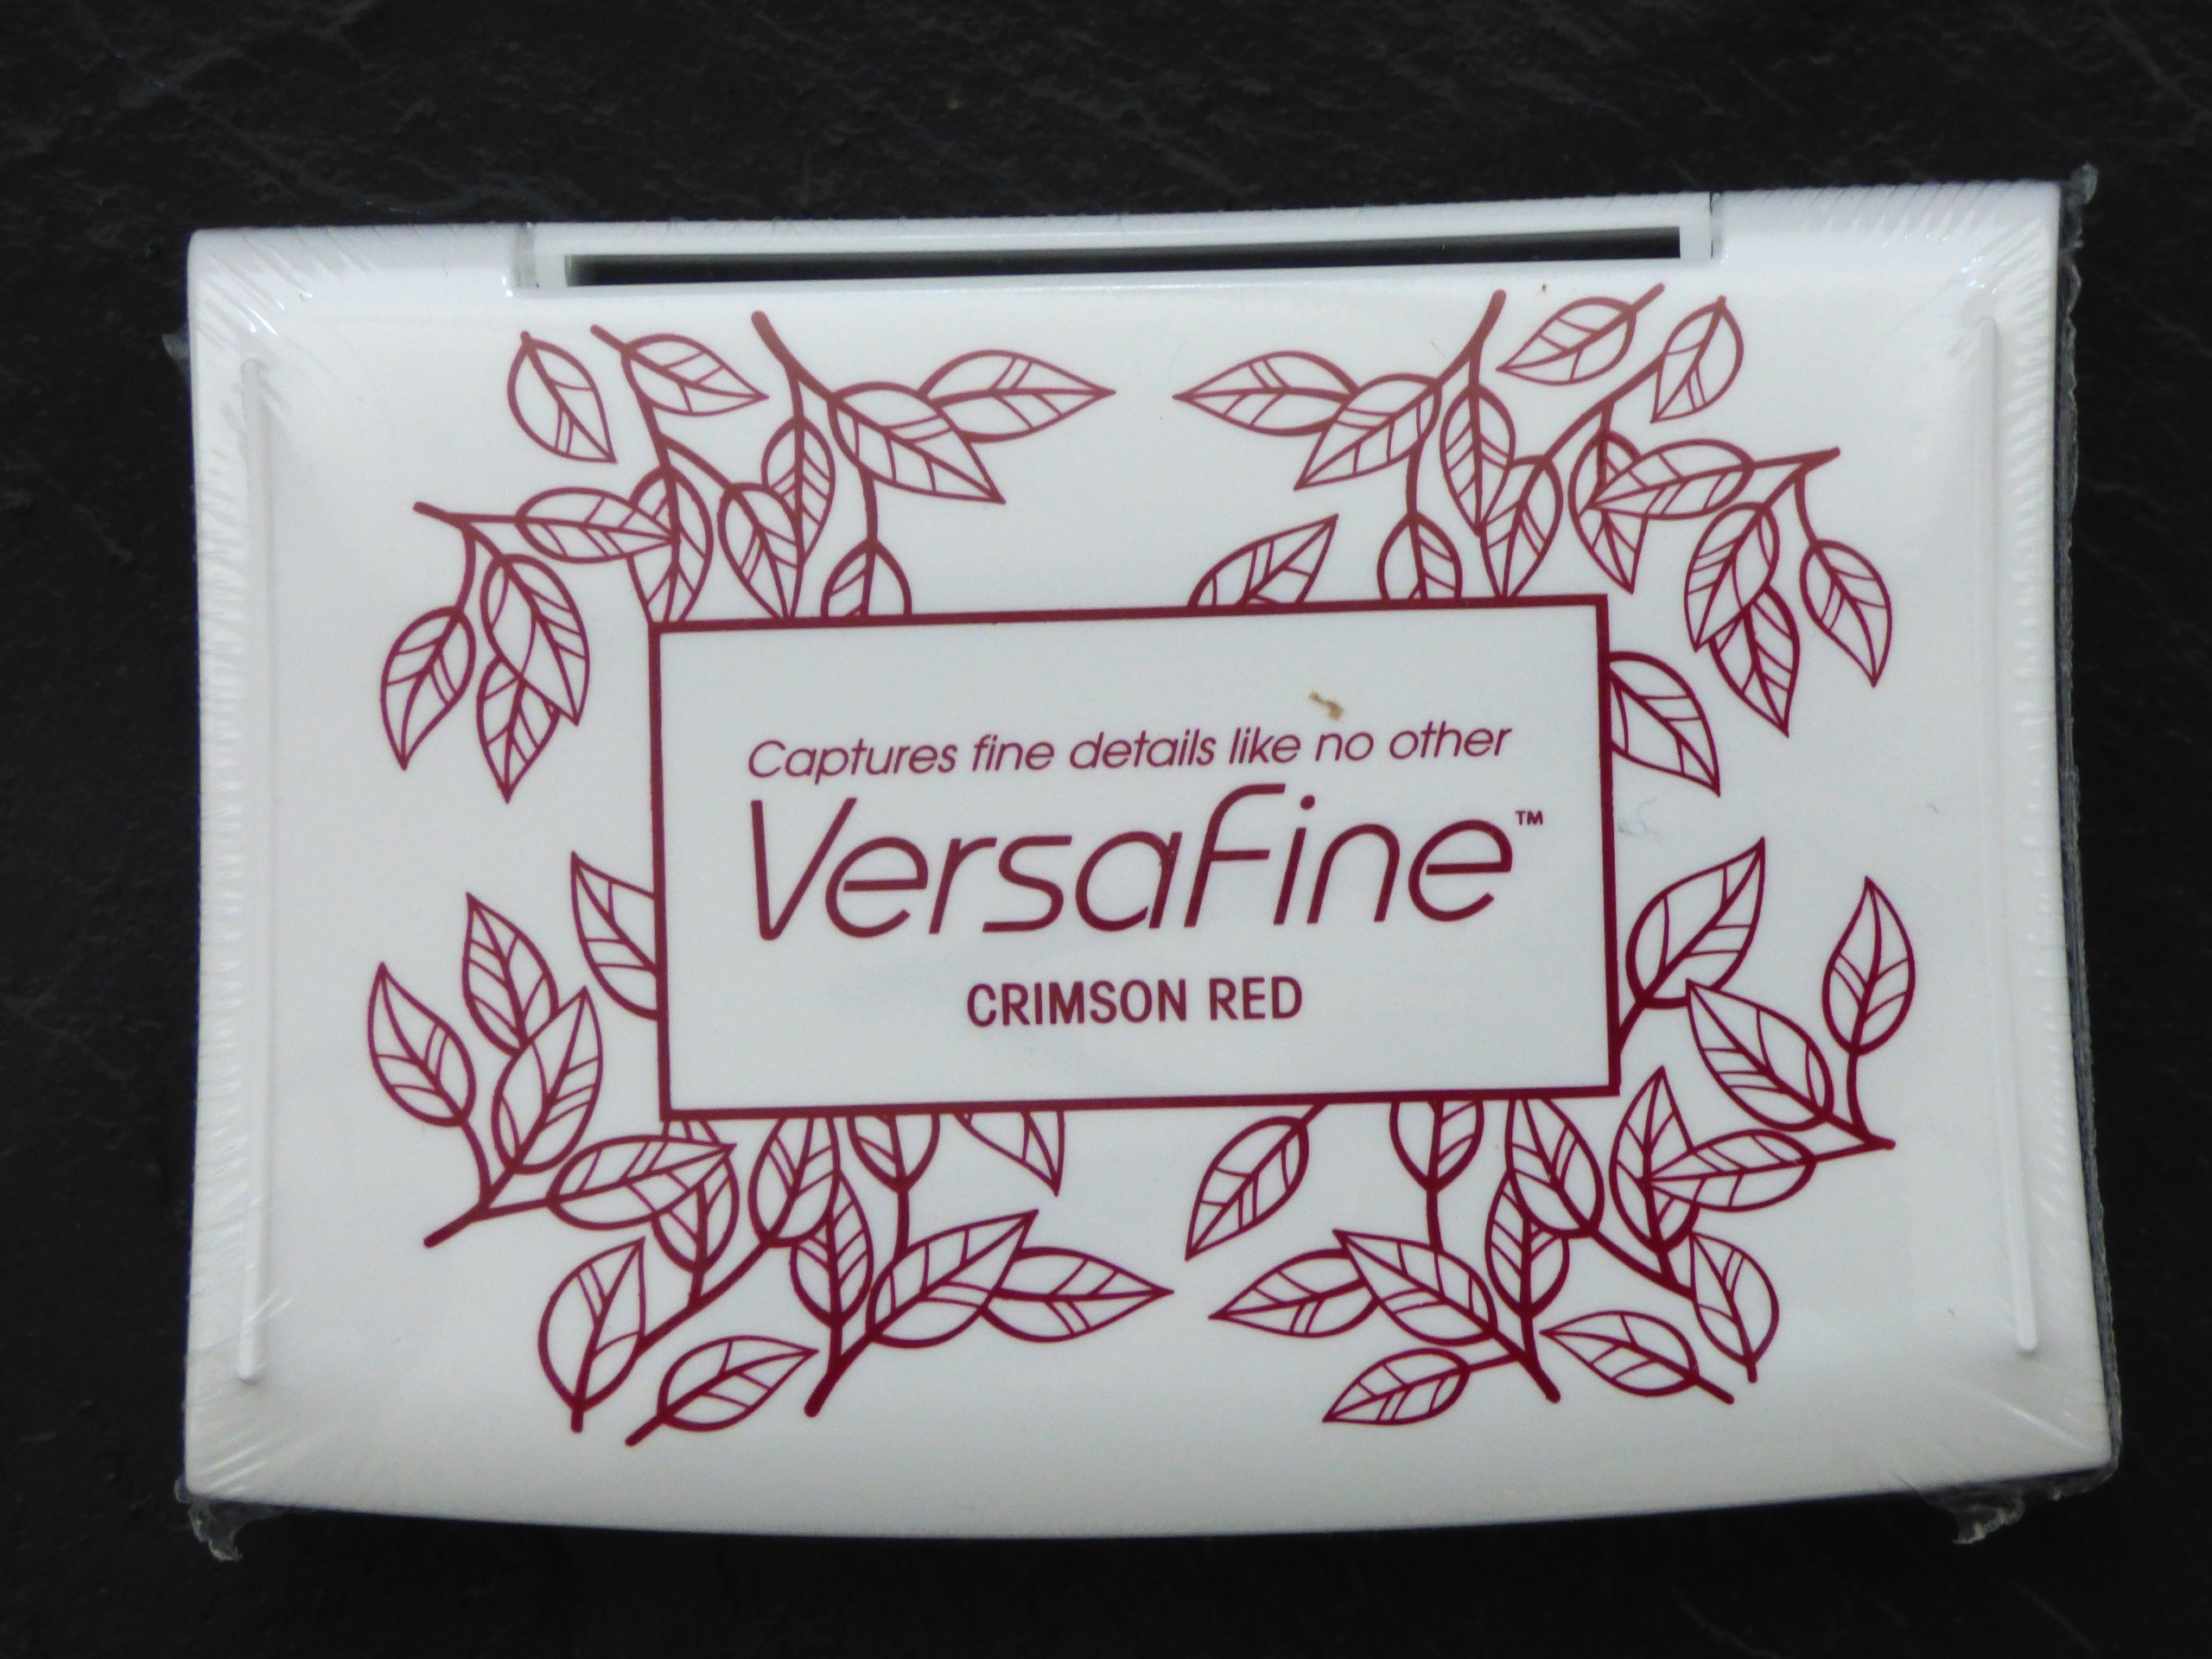 Captures fine details like no other
VersaFine™
CRIMSON RED